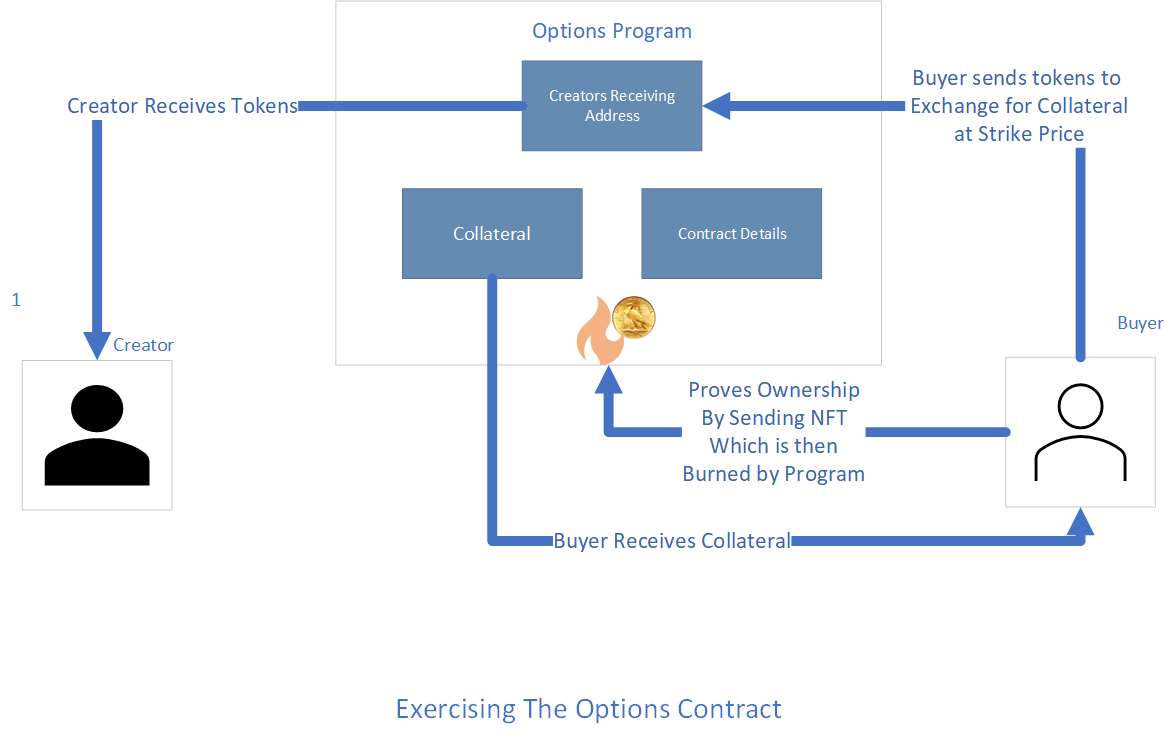 Options Program
Creators Receiving
Address
Creator Receives Tokens
Buyer sends tokens to
Exchange for Collateral
at Strike Price
Collateral
Contract Details
1
Creator
Buyer
Proves Ownership
By Sending NFT
Which is then
Burned by Program
Buyer Receives Collateral
Exercising The Options Contract